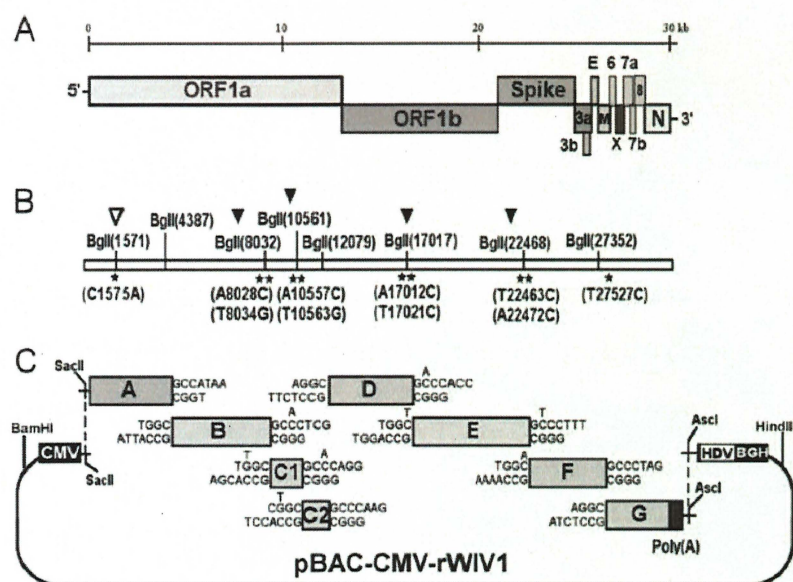 A
0 10 20 30 kb
E 6 7a
5' ORF1a Spike 8
ORF1b 3a M N 3'
3b X 7b
B
BglI(4387) BglI(10561)
BglI(1571) BglI(8032) BglI(12079) BglI(17017) BglI(22468) BglI(27352)
* ** ** ** ** *
(C1575A) (A8028C) (A10557C) (A17012C) (T22463C) (T27527C)
(T8034G) (T10563G) (T17021C) (A22472C)
C
SacII A GCCATAA AGGC D A GCCCACC
CGGT TTCTCCG CGGG
BamHI TGGC B A GCCCTCG T TGGC E T GCCCTTT AscI HindIII
ATTACCG CGGG TGGACCG CGGG
CMV HDV BGH
SacII T TGGC C1 A GCCCAGG A TGGC F GCCCTAG
AGCACCG CGGG AAAACCG CGGG AscI
T CGGC C2 GCCCAAG AGGC G
TCCACCG CGGG ATCTCCG
Poly(A)
pBAC-CMV-rWIV1